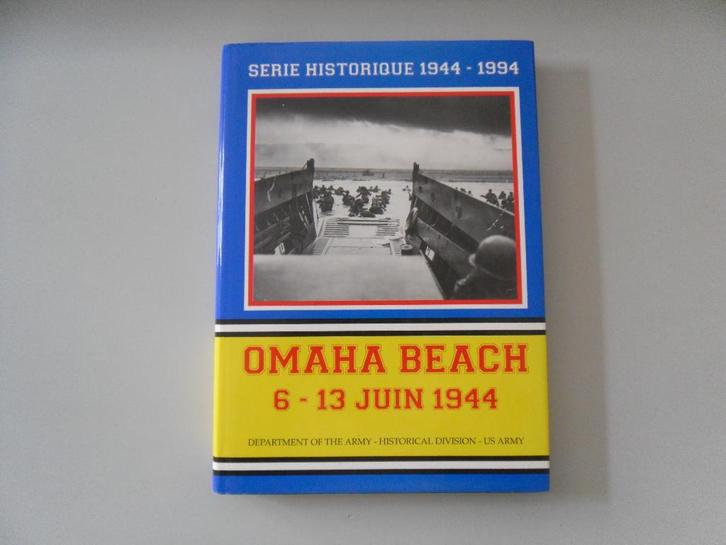 SERIE HISTORIQUE 1944 - 1994
OMAHA BEACH
6 - 13 JUIN 1944
DEPARTMENT OF THE ARMY - HISTORICAL DIVISION - US ARMY